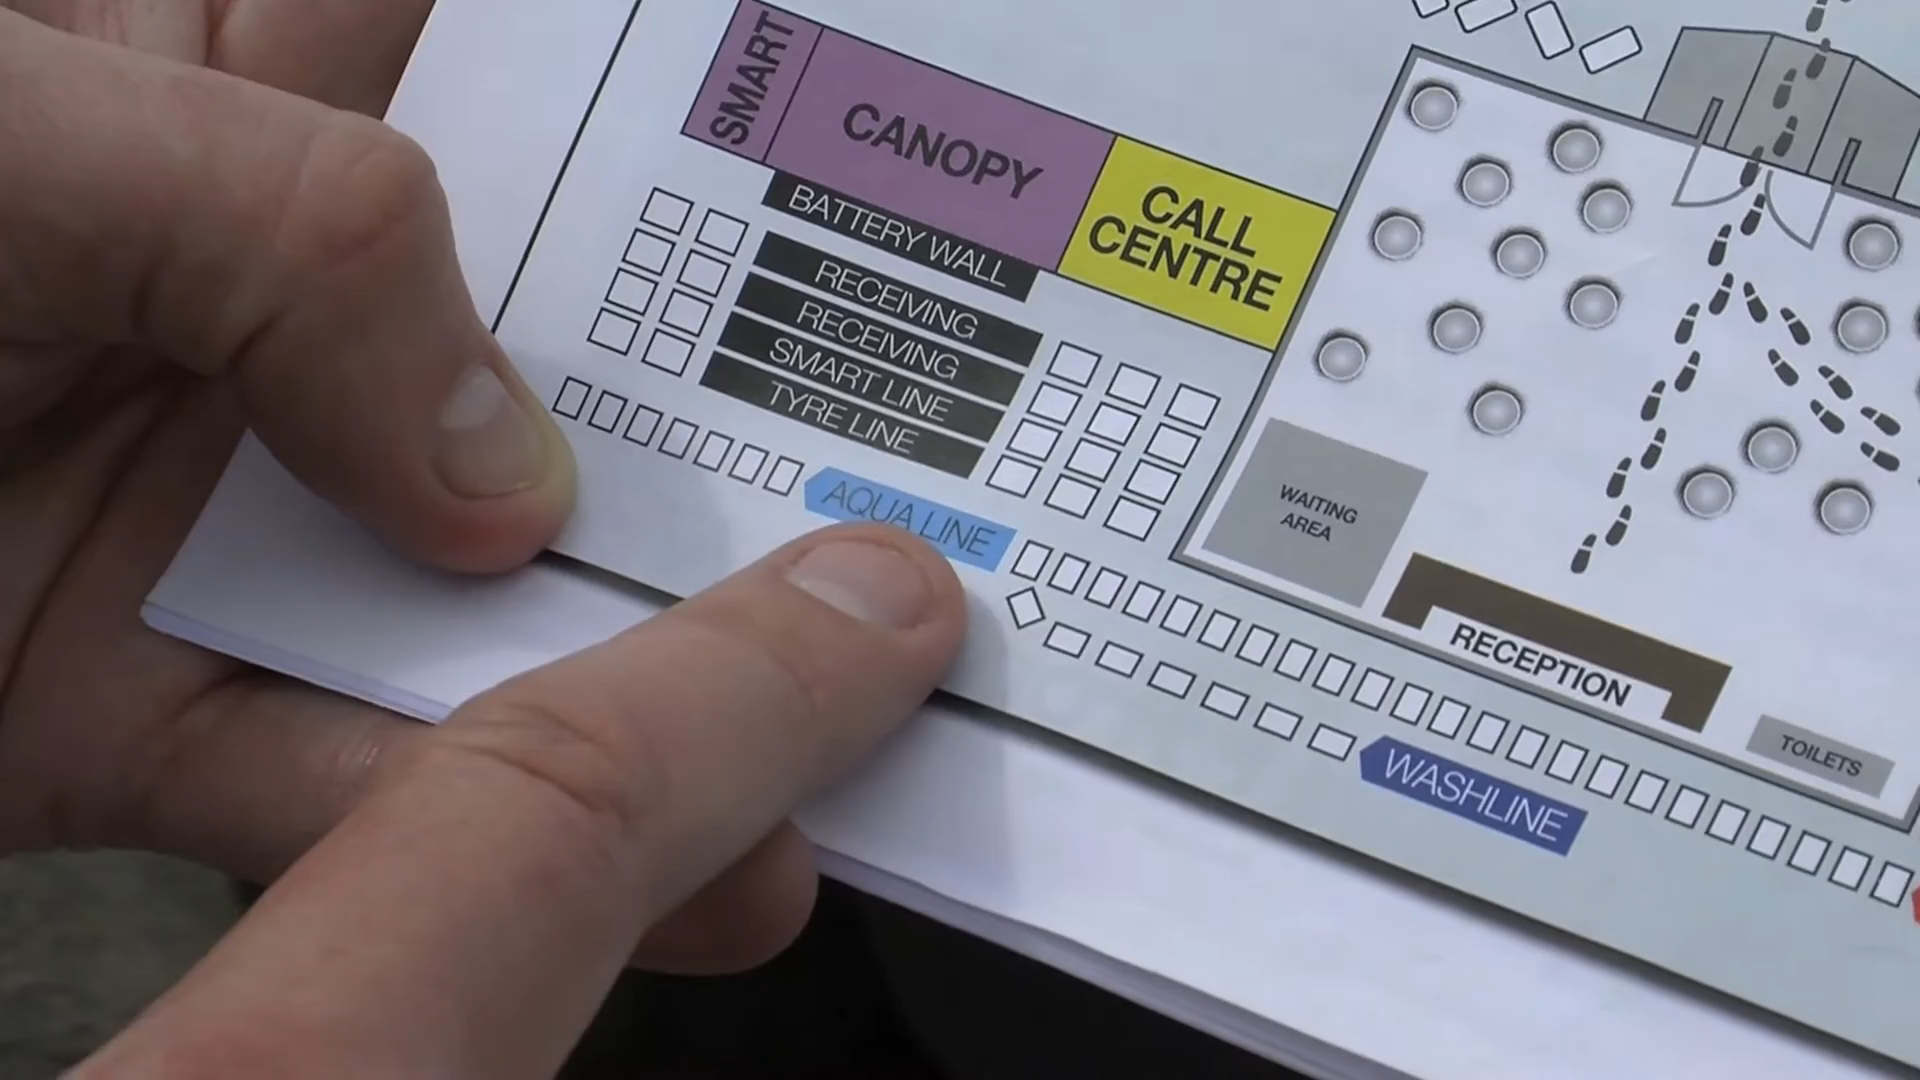 SMART
CANOPY
CALL
CENTRE
BATTERY WALL
RECEIVING
RECEIVING
SMART LINE
TYRE LINE
AQUA LINE
WAITING
AREA
RECEPTION
TOILETS
WASHLINE